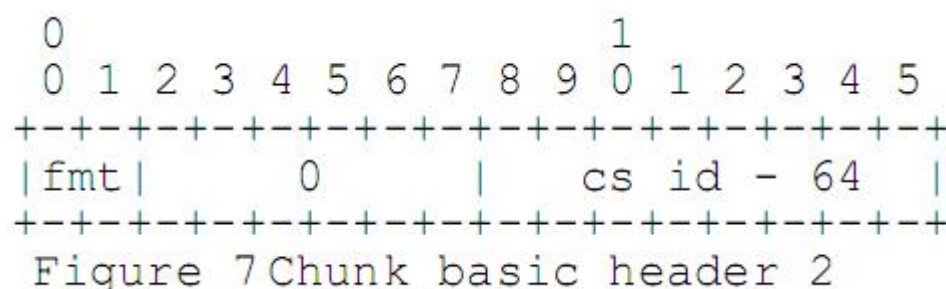 0 1
0 1 2 3 4 5 6 7 8 9 0 1 2 3 4 5
+-+-+-+-+-+-+-+-+-+-+-+-+-+-+-+-+
|fmt| 0 | cs id - 64 |
+-+-+-+-+-+-+-+-+-+-+-+-+-+-+-+-+
Figure 7 Chunk basic header 2